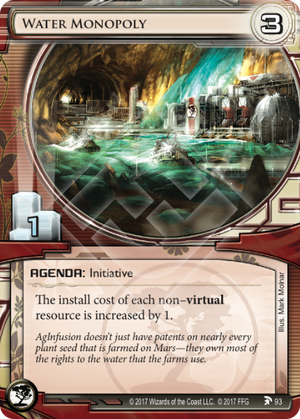 WATER MONOPOLY
3
1
AGENDA: Initiative
The install cost of each non–virtual
resource is increased by 1.
AgInfusion doesn't just have patents on nearly every
plant seed that is farmed on Mars—they own most of
the rights to the water that the farms use.
Illus. Mark Molnar
© 2017 Wizards of the Coast LLC. © 2017 FFG
93